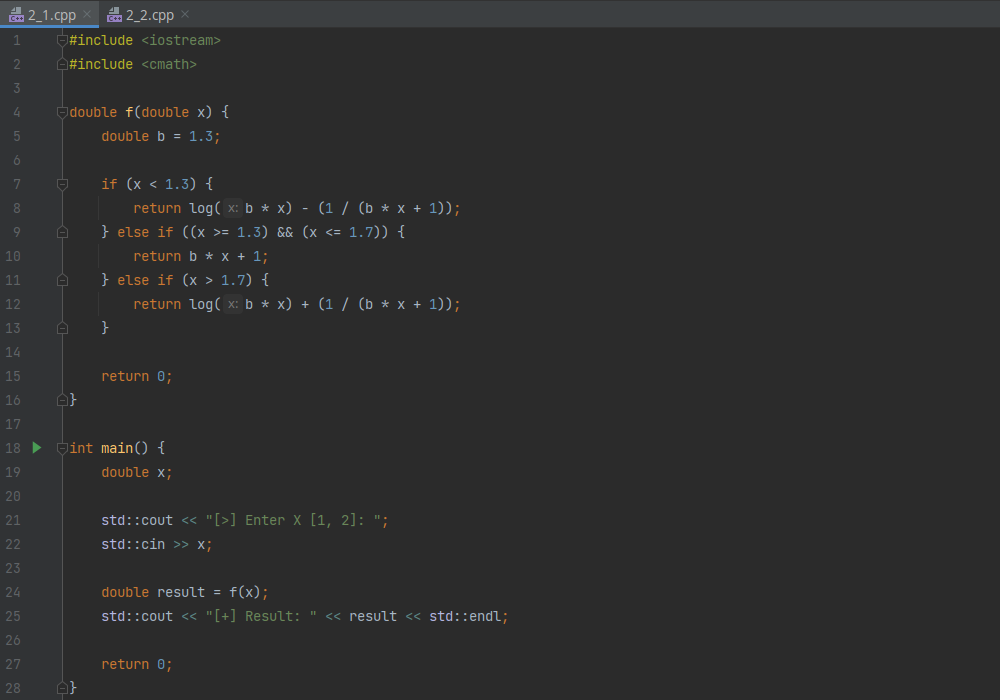 2_1.cpp 2_2.cpp
1 #include <iostream>
2 #include <cmath>
3
4 double f(double x) {
5     double b = 1.3;
6
7     if (x < 1.3) {
8         return log( x: b * x) - (1 / (b * x + 1));
9     } else if ((x >= 1.3) && (x <= 1.7)) {
10         return b * x + 1;
11     } else if (x > 1.7) {
12         return log( x: b * x) + (1 / (b * x + 1));
13     }
14
15     return 0;
16 }
17
18 int main() {
19     double x;
20
21     std::cout << "[>] Enter X [1, 2]: ";
22     std::cin >> x;
23
24     double result = f(x);
25     std::cout << "[+] Result: " << result << std::endl;
26
27     return 0;
28 }